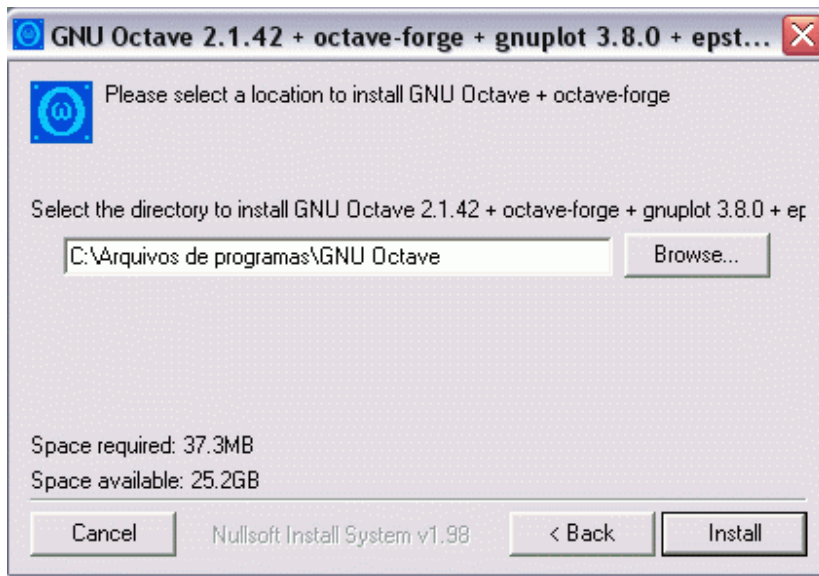 GNU Octave 2.1.42 + octave-forge + gnuplot 3.8.0 + epst...
Please select a location to install GNU Octave + octave-forge
Select the directory to install GNU Octave 2.1.42 + octave-forge + gnuplot 3.8.0 + ep
C:\Arquivos de programas\GNU Octave
Browse...
Space required: 37.3MB
Space available: 25.2GB
Cancel
Nullsoft Install System v1.98
< Back
Install